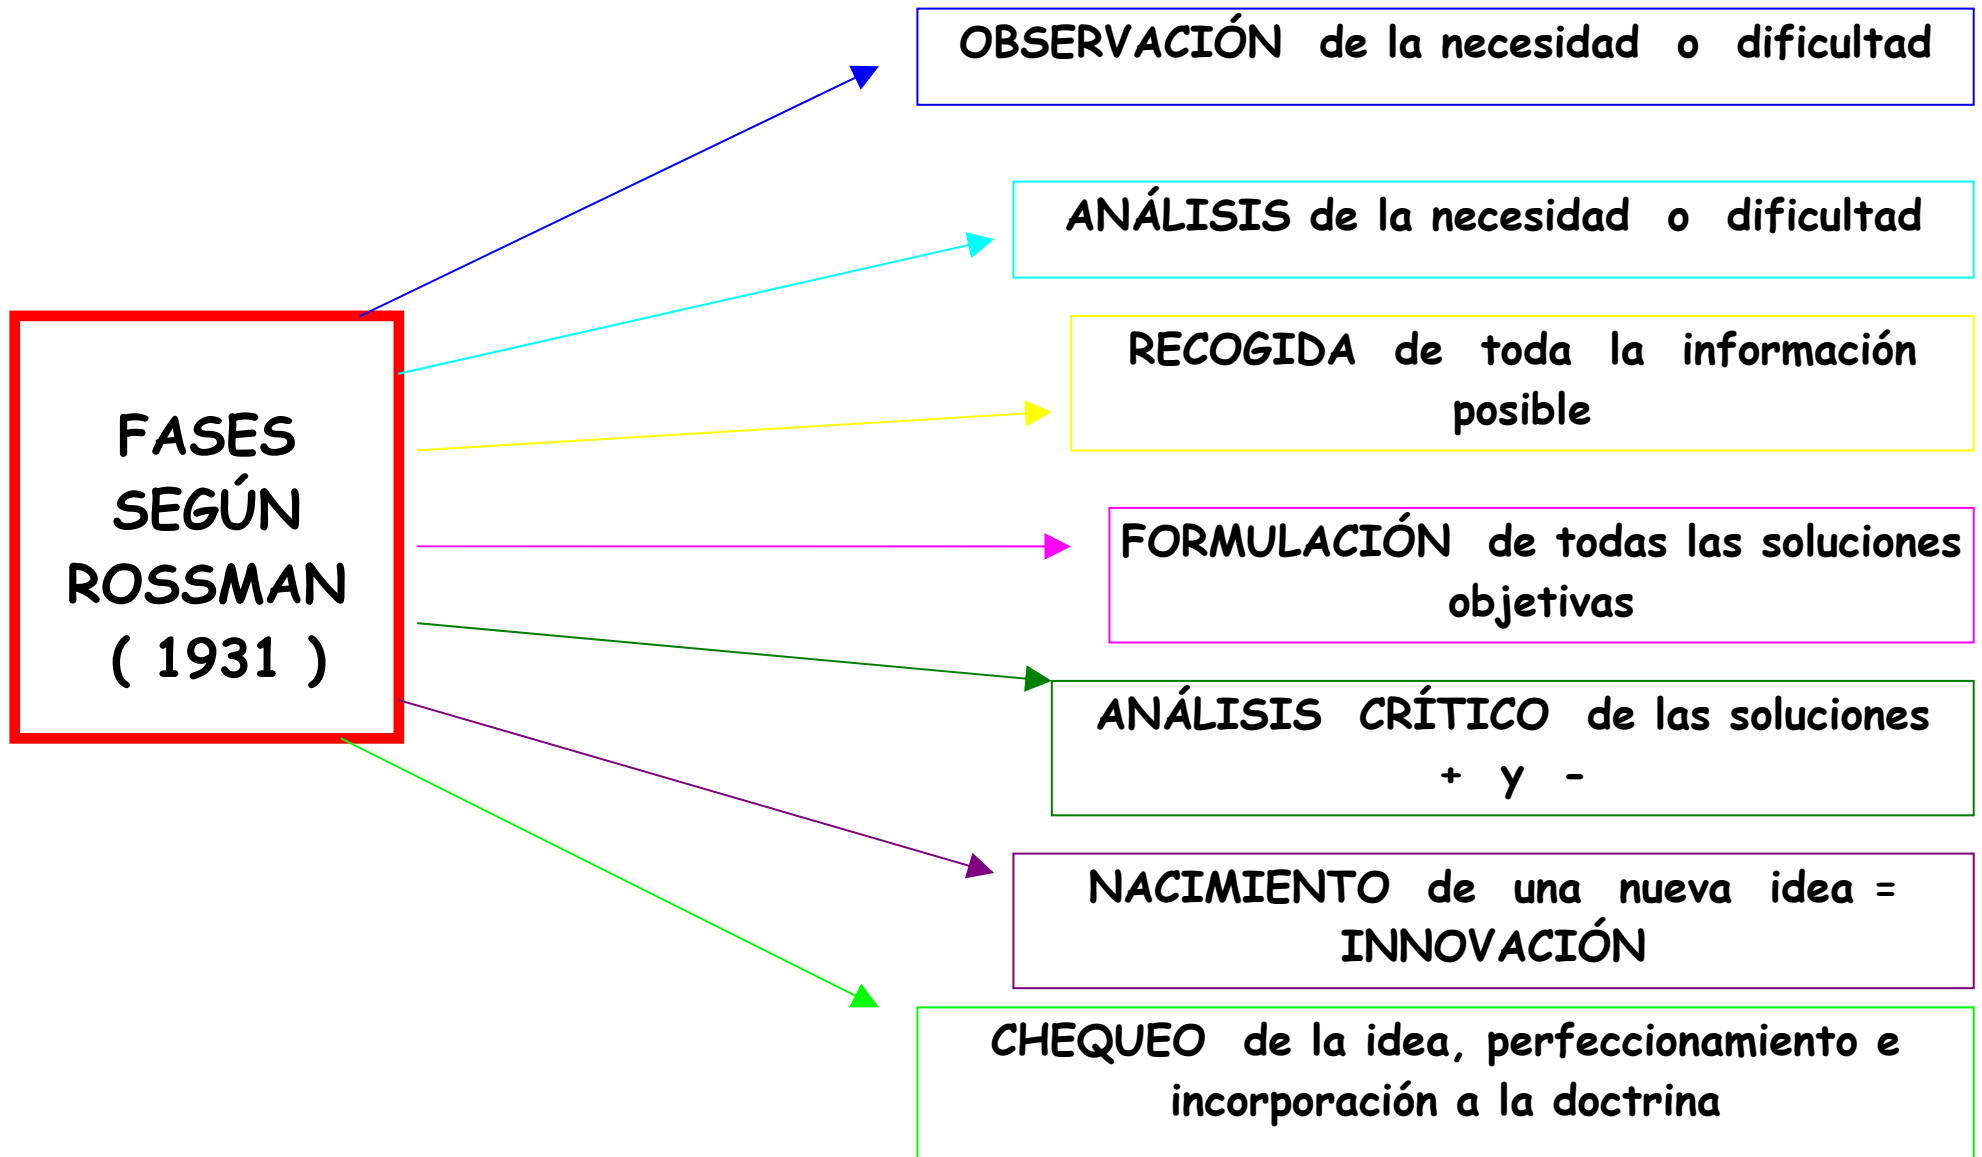 FASES
SEGÚN
ROSSMAN
( 1931 )
OBSERVACIÓN de la necesidad o dificultad
ANÁLISIS de la necesidad o dificultad
RECOGIDA de toda la información
posible
FORMULACIÓN de todas las soluciones
objetivas
ANÁLISIS CRÍTICO de las soluciones
+ y -
NACIMIENTO de una nueva idea =
INNOVACIÓN
CHEQUEO de la idea, perfeccionamiento e
incorporación a la doctrina